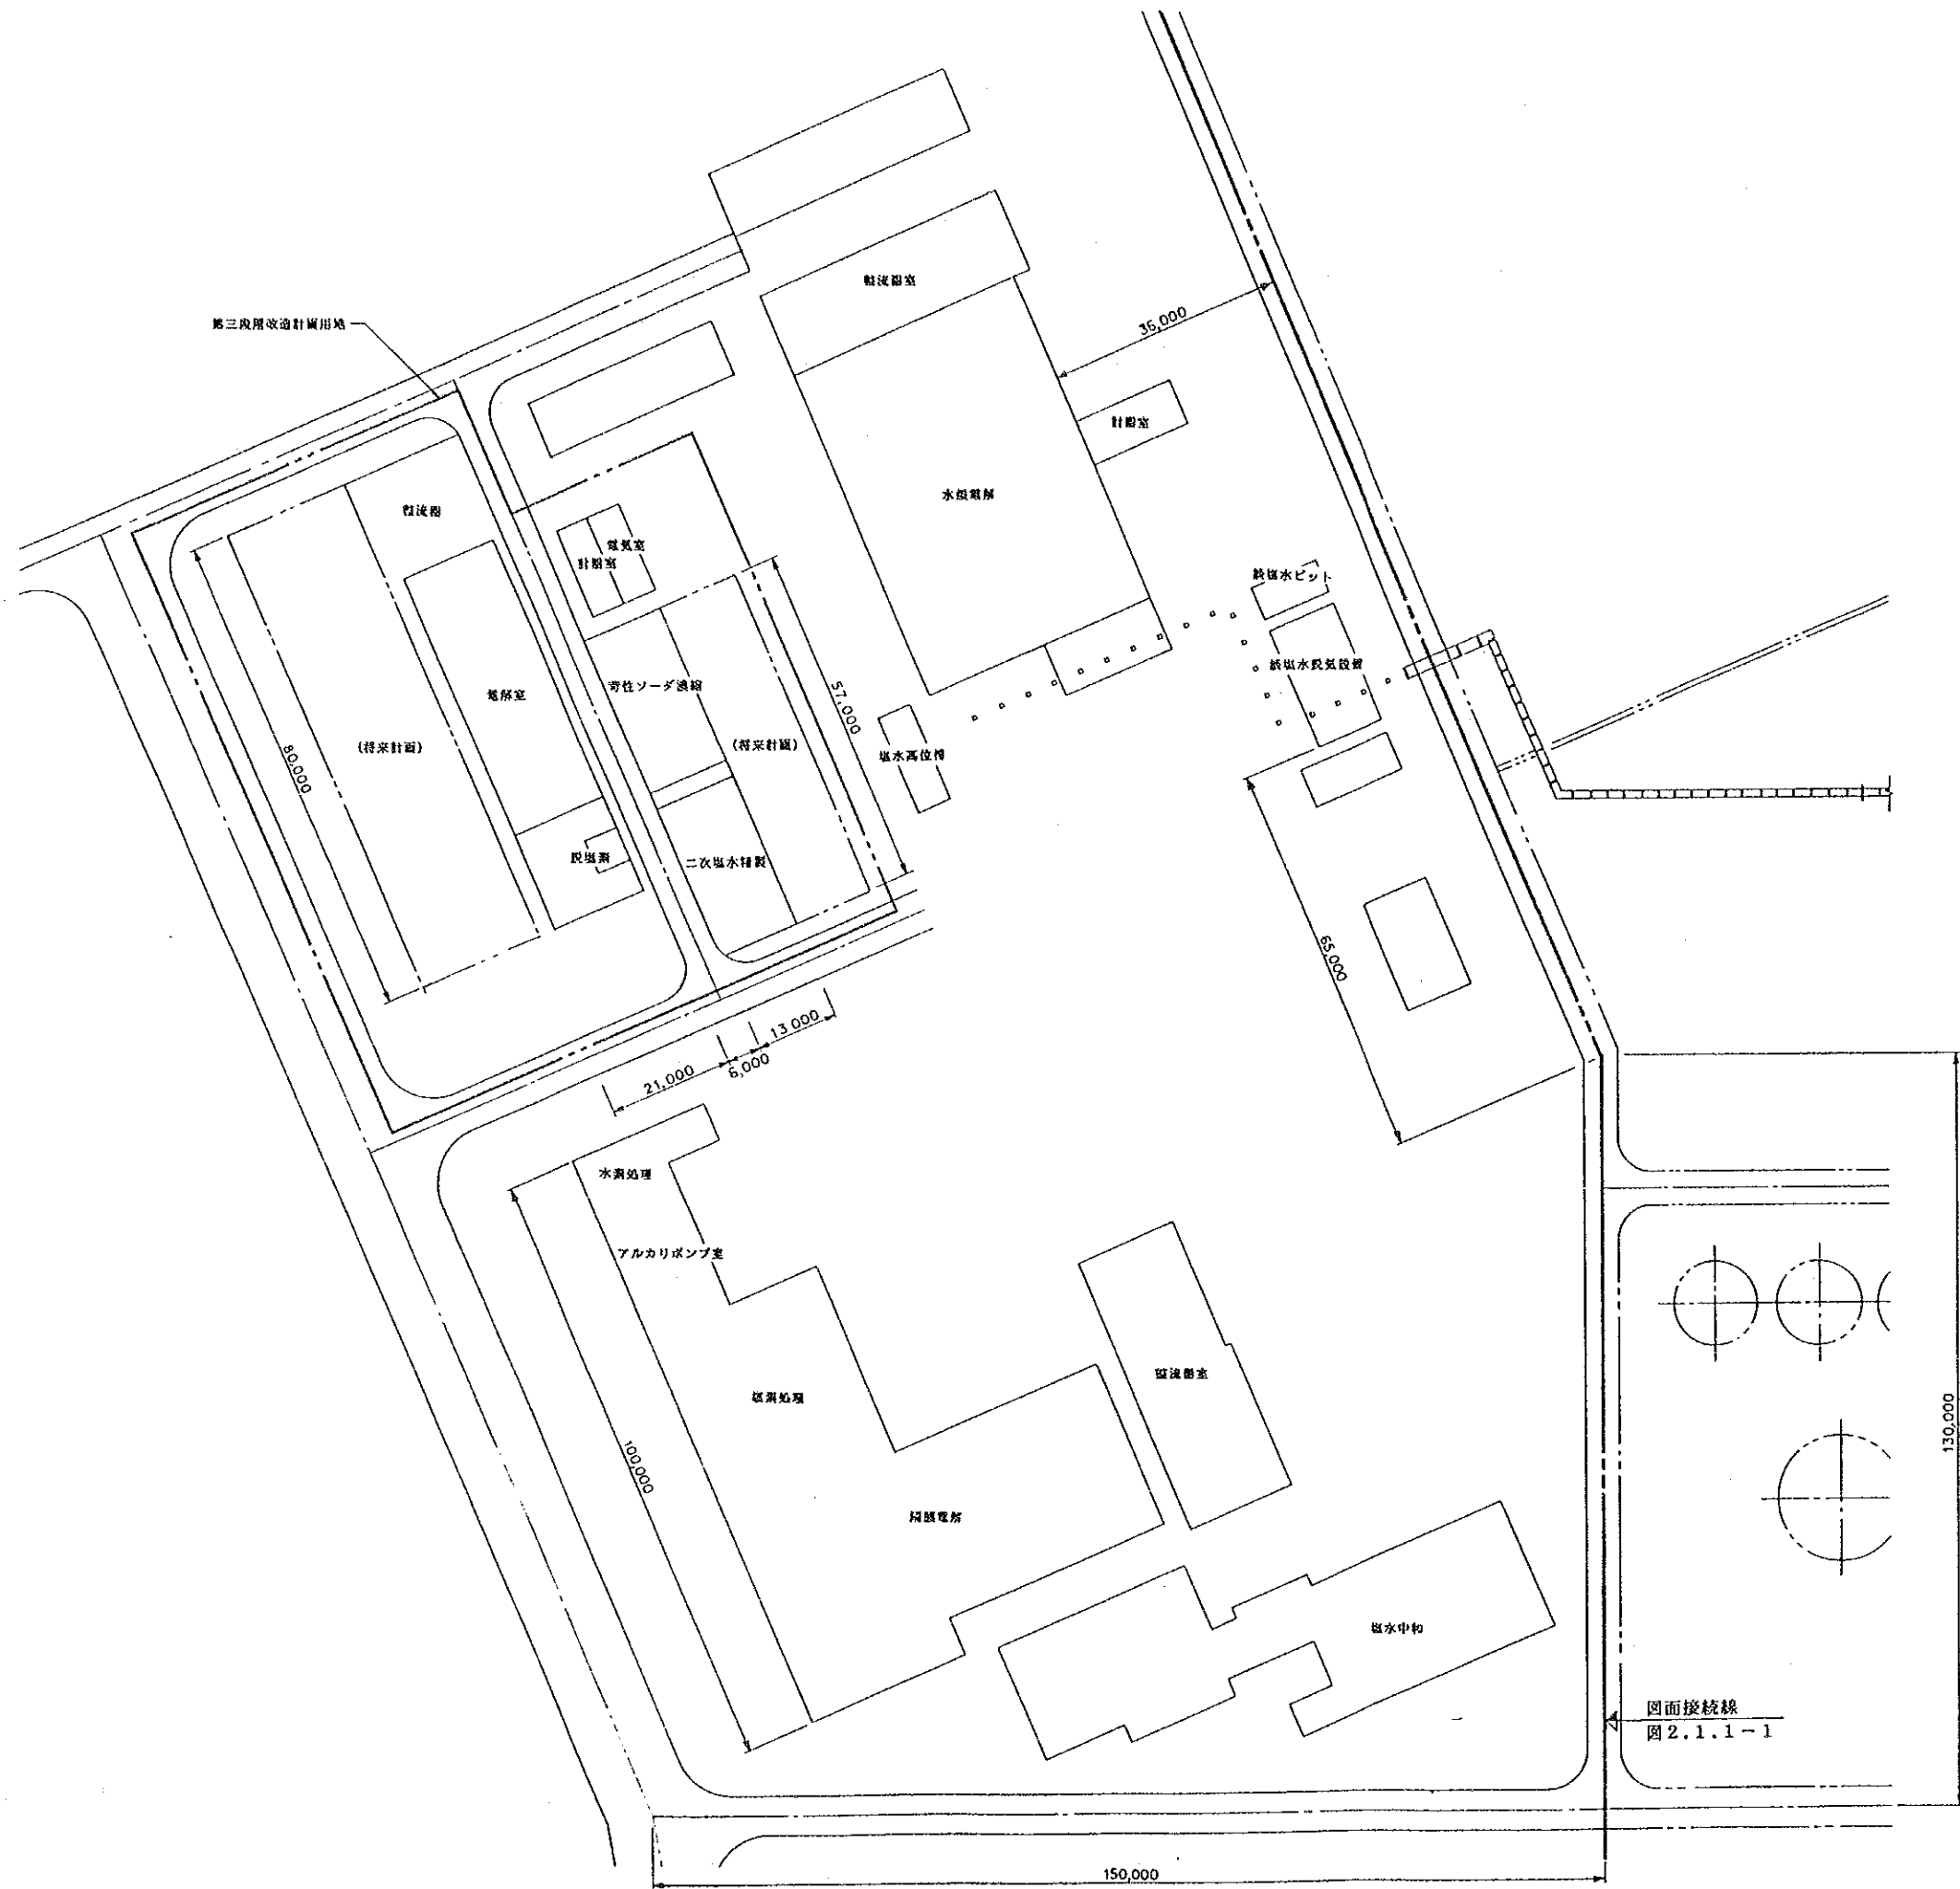 整流器室
36,000
第三段階改造計画用地
計器室
整流器
水銀電解
電気室
計器室
淡塩水ピット
淡塩水脱気設備
苛性ソーダ濃縮
電解室
57,000
(将来計画)
(将来計画)
塩水高位槽
80,000
脱塩素
二次塩水精製
65,000
13,000
21,000
6,000
水素処理
アルカリポンプ室
整流器室
塩素処理
130,000
100,000
隔膜電解
塩水中和
図面接続線
図2.1.1-1
150,000